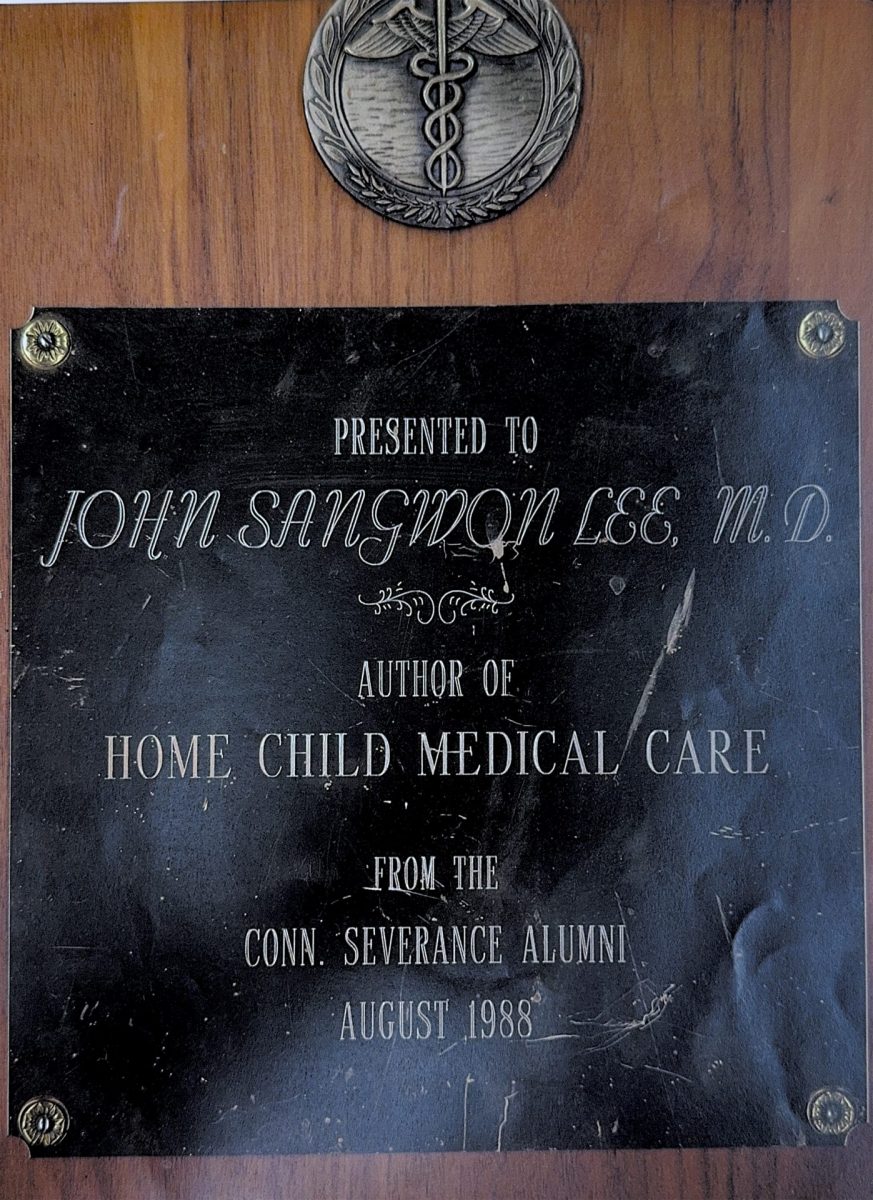 PRESENTED TO
JOHN SANGWON LEE, M.D.
AUTHOR OF
HOME CHILD MEDICAL CARE
FROM THE
CONN. SEVERANCE ALUMNI
AUGUST 1988